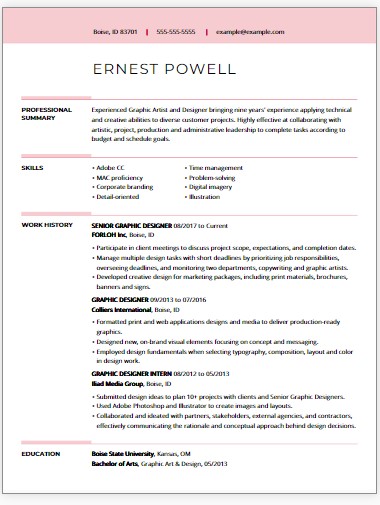 Boise, ID 83701 | 555-555-5555 | example@example.com
ERNEST POWELL
PROFESSIONAL SUMMARY
Experienced Graphic Artist and Designer bringing nine years' experience applying technical
and creative abilities to diverse customer projects. Highly effective at collaborating with
artistic, project, production and administrative leadership to complete tasks according to
budget and schedule goals.
SKILLS
• Adobe CC
• MAC proficiency
• Corporate branding
• Detail-oriented
• Time management
• Problem-solving
• Digital imagery
• Illustration
WORK HISTORY
SENIOR GRAPHIC DESIGNER 08/2017 to Current
FORLOH Inc, Boise, ID
• Participate in client meetings to discuss project scope, expectations, and completion dates.
• Manage multiple design tasks with short deadlines by prioritizing job responsibilities,
overseeing deadlines, and monitoring two departments, copywriting and graphic artists.
• Developed creative design for marketing packages, including print materials, brochures,
banners and signs.
GRAPHIC DESIGNER 09/2013 to 07/2016
Colliers International, Boise, ID
• Formatted print and web applications designs and media to deliver production-ready
graphics.
• Designed new, on-brand visual elements focusing on concept and messaging.
• Employed design fundamentals when selecting typography, composition, layout and color
in design work.
GRAPHIC DESIGNER INTERN 08/2012 to 05/2013
Iliad Media Group, Boise, ID
• Submitted design ideas to plan 10+ projects with clients and Senior Graphic Designers.
• Used Adobe Photoshop and Illustrator to create images and layouts.
• Collaborated and ideated with partners, stakeholders, external agencies, and contractors,
effectively communicating the rationale and conceptual approach behind design decisions.
EDUCATION
Boise State University, Kansas, OM
Bachelor of Arts, Graphic Art & Design, 05/2013